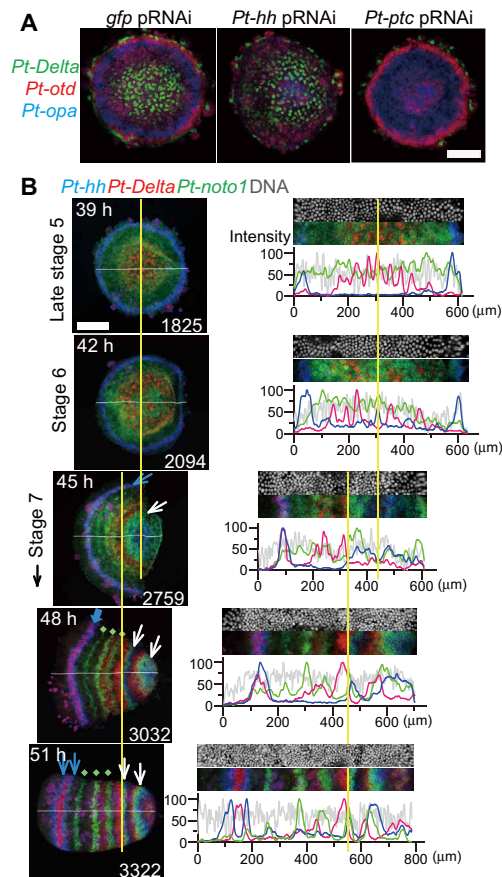 A
gfp pRNAi Pt-hh pRNAi Pt-ptc pRNAi
Pt-Delta
Pt-otd
Pt-opa
B
Pt-hh Pt-Delta Pt-noto1 DNA
Late stage 5
39 h
1825
Intensity
100
50
0
0 200 400 600 (μm)
Stage 6
42 h
2094
100
50
0
0 200 400 600 (μm)
Stage 7
45 h
2759
100
50
0
0 200 400 600 (μm)
48 h
3032
100
50
0
0 200 400 600 (μm)
51 h
3322
100
50
0
0 200 400 600 800
(μm)